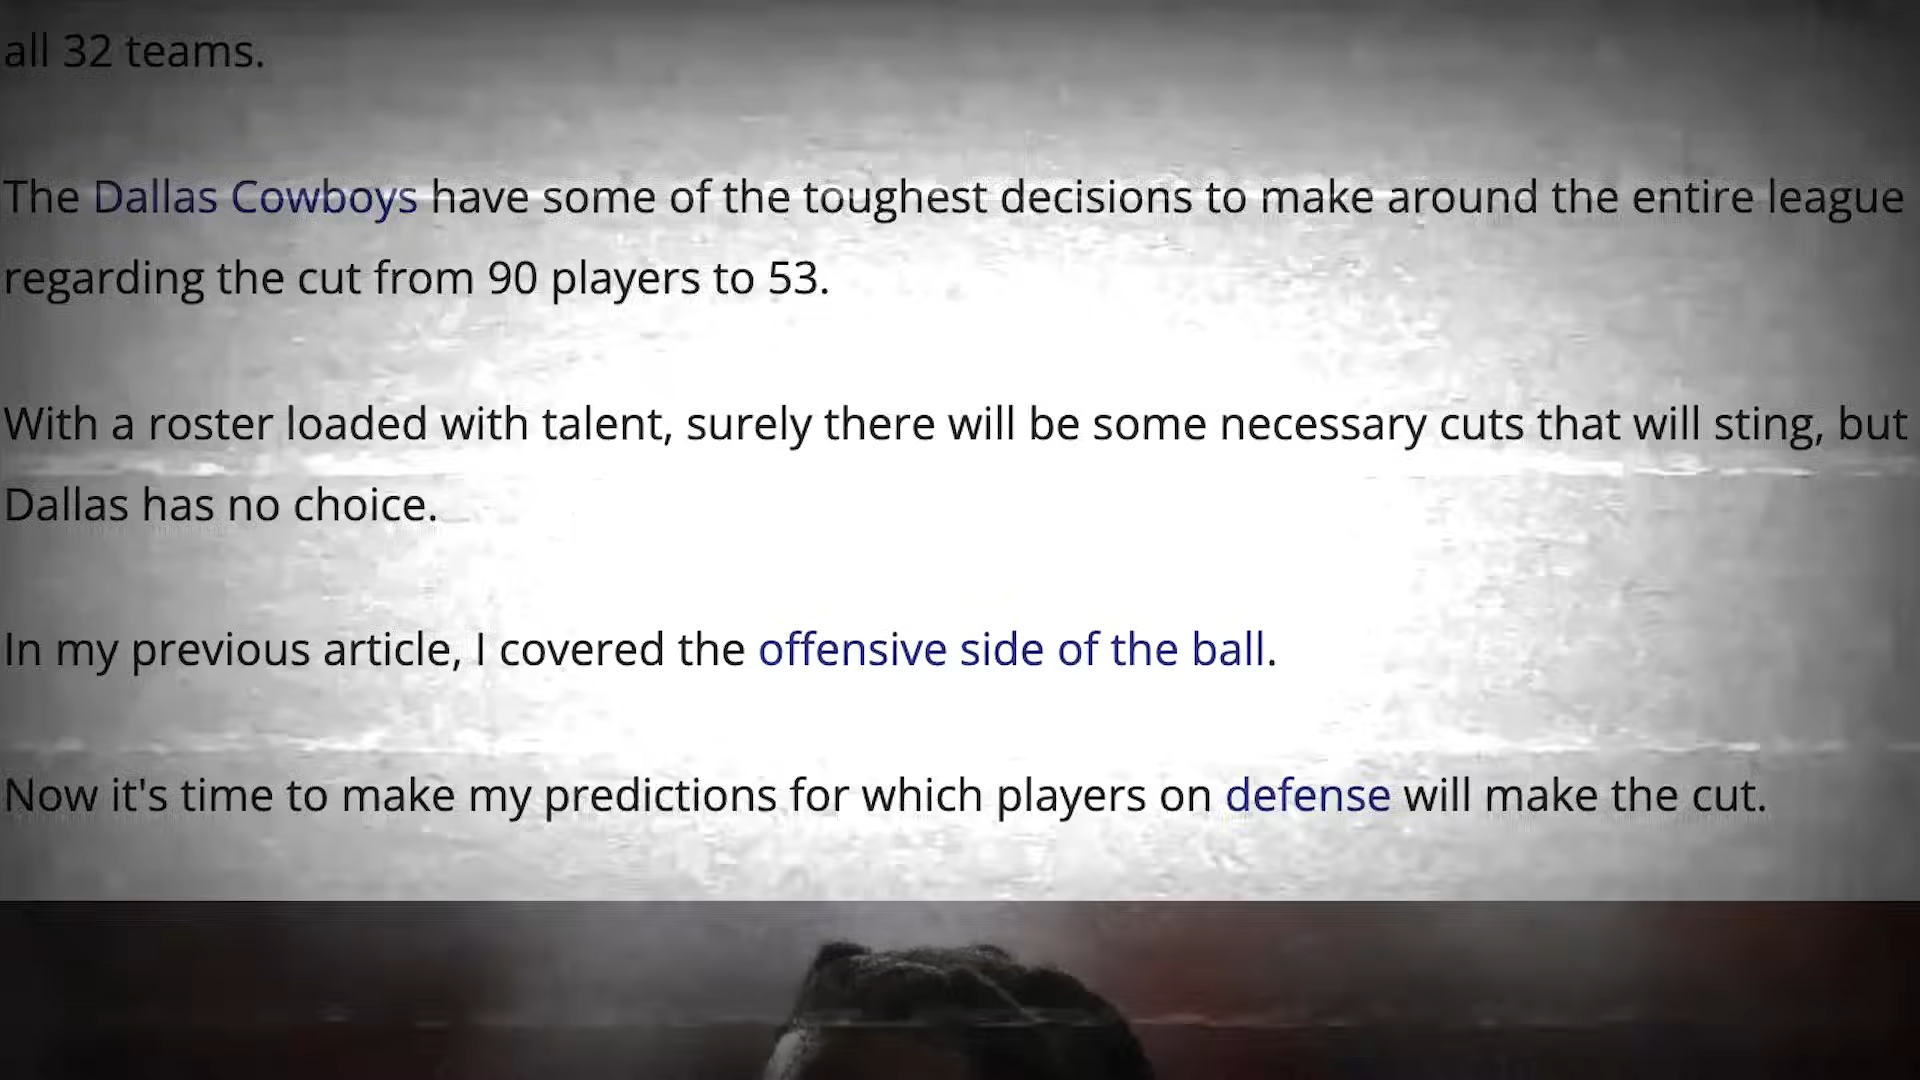 all 32 teams.
The Dallas Cowboys have some of the toughest decisions to make around the entire league
regarding the cut from 90 players to 53.
With a roster loaded with talent, surely there will be some necessary cuts that will sting, but
Dallas has no choice.
In my previous article, I covered the offensive side of the ball.
Now it's time to make my predictions for which players on defense will make the cut.